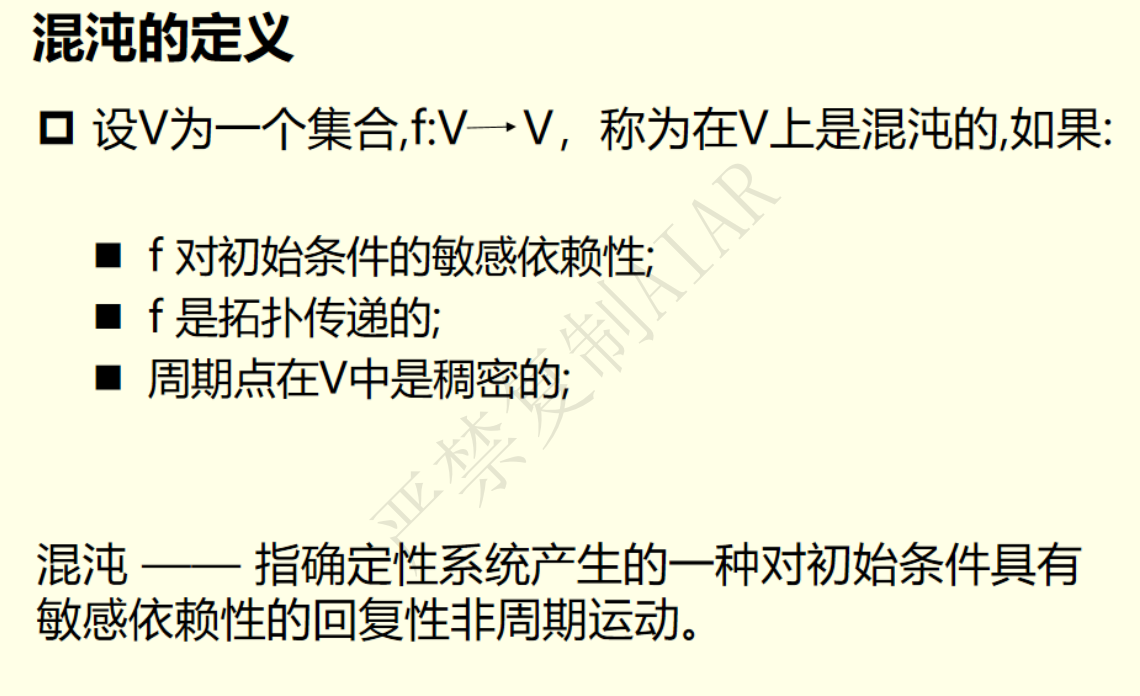 混沌的定义
设V为一个集合,f:V→V，称为在V上是混沌的,如果:
f 对初始条件的敏感依赖性;
f 是拓扑传递的;
周期点在V中是稠密的;
严禁复制AIAR
混沌 —— 指确定性系统产生的一种对初始条件具有
敏感依赖性的回复性非周期运动。